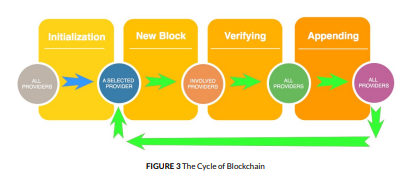 Initialization
New Block
Verifying
Appending
ALL
PROVIDERS
A SELECTED
PROVIDER
INVOLVED
PROVIDERS
ALL
PROVIDERS
ALL
PROVIDERS
FIGURE 3 The Cycle of Blockchain